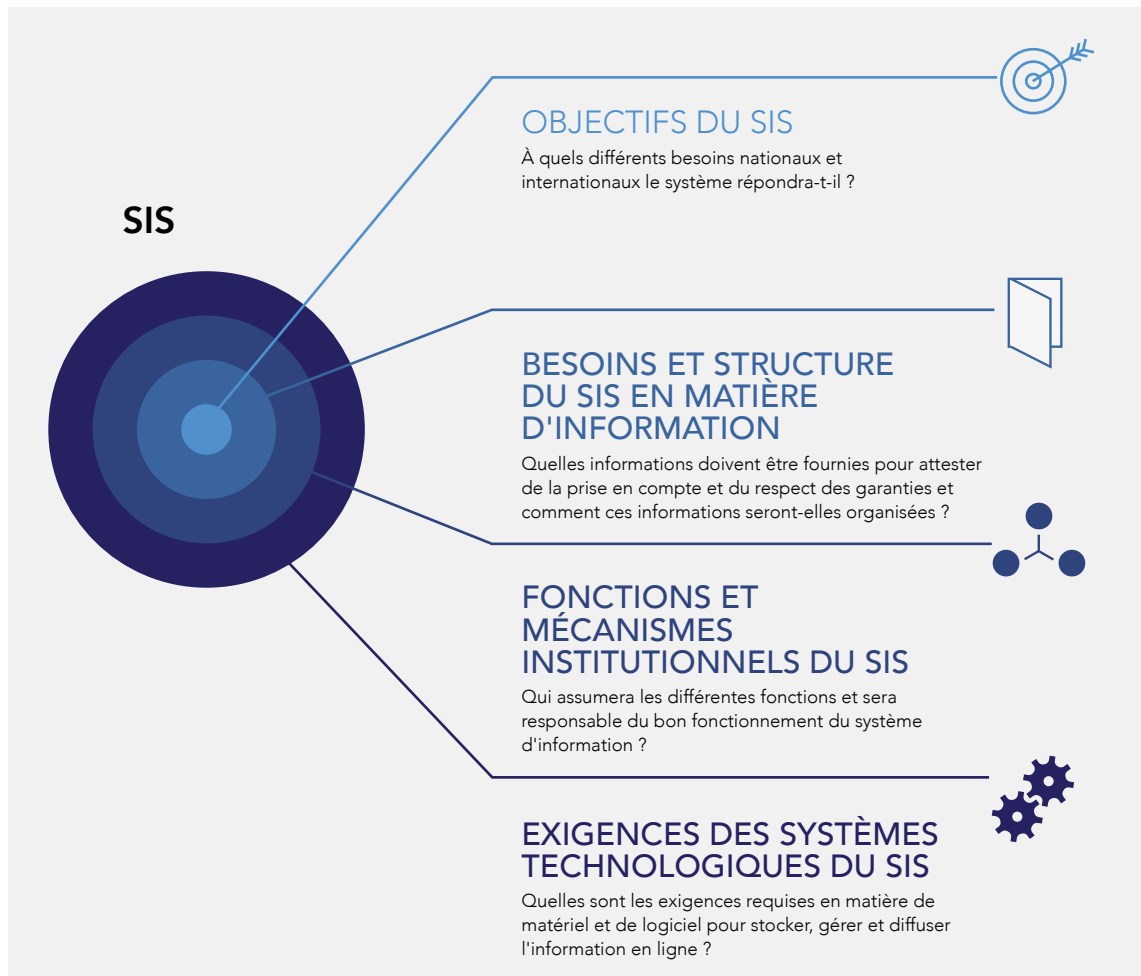 SIS
OBJECTIFS DU SIS
À quels différents besoins nationaux et
internationaux le système répondra-t-il ?
BESOINS ET STRUCTURE
DU SIS EN MATIÈRE
D'INFORMATION
Quelles informations doivent être fournies pour attester
de la prise en compte et du respect des garanties et
comment ces informations seront-elles organisées ?
FONCTIONS ET
MÉCANISMES
INSTITUTIONNELS DU SIS
Qui assumera les différentes fonctions et sera
responsable du bon fonctionnement du système
d'information ?
EXIGENCES DES SYSTÈMES
TECHNOLOGIQUES DU SIS
Quelles sont les exigences requises en matière de
matériel et de logiciel pour stocker, gérer et diffuser
l'information en ligne ?